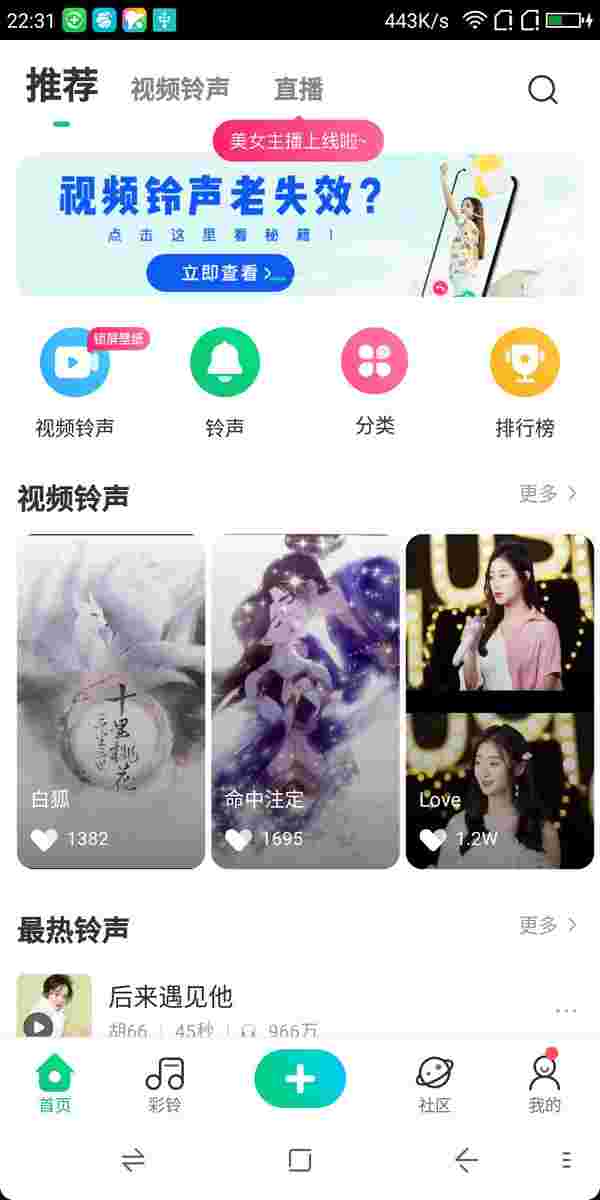 22:31
443K/s
推荐
视频铃声
直播
美女主播上线啦~
视频铃声老失效?
点击这里看秘籍!
立即查看
锁屏壁纸
视频铃声
铃声
分类
排行榜
视频铃声
更多
十里桃花
三生三世
白狐
1382
命中注定
1695
Love
1.2W
最热铃声
更多
后来遇见他
胡66 | 45秒 | 966万
首页
彩铃
社区
我的